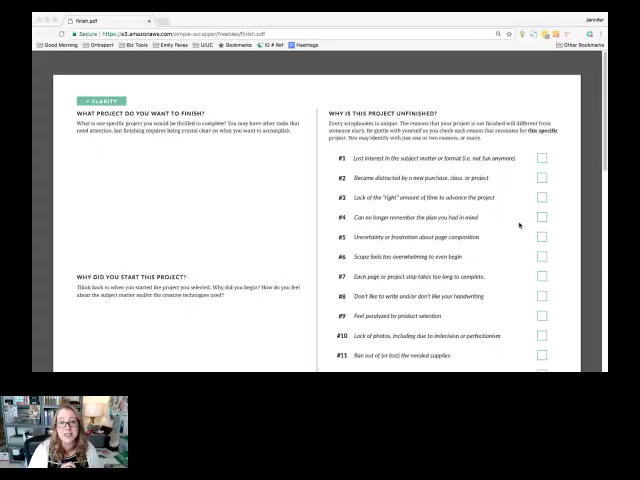 finish.pdf
Jennifer
Secure https://s3.amazonaws.com/simple-scrapper/freebies/finish.pdf
Good Morning Ontraport Biz Tools Emily Faves UIUC Bookmarks IG # Ref Hashtags Other Bookmarks
+ CLARITY
WHAT PROJECT DO YOU WANT TO FINISH?
What is one specific project you would be thrilled to complete? You may have other tasks that
need attention, but finishing requires being crystal clear on what you want to accomplish.
WHY DID YOU START THIS PROJECT?
Think back to when you started the project you selected. Why did you begin? How do you feel
about the subject matter and/or the creative techniques used?
WHY IS THIS PROJECT UNFINISHED?
Every scrapbooker is unique. The reasons that your project is not finished will different from
someone else's. Be gentle with yourself as you check each reason that resonates for this specific
project. You may identify with just one or two reasons, or many.
#1 Lost interest in the subject matter or format (i.e. not fun anymore)
#2 Became distracted by a new purchase, class, or project
#3 Lack of the "right" amount of time to advance the project
#4 Can no longer remember the plan you had in mind
#5 Uncertainty or frustration about page composition
#6 Scope feels too overwhelming to even begin
#7 Each page or project step takes too long to complete.
#8 Don't like to write and/or don't like your handwriting
#9 Feel paralyzed by product selection
#10 Lack of photos, including due to indecision or perfectionism
#11 Ran out of (or lost) the needed supplies